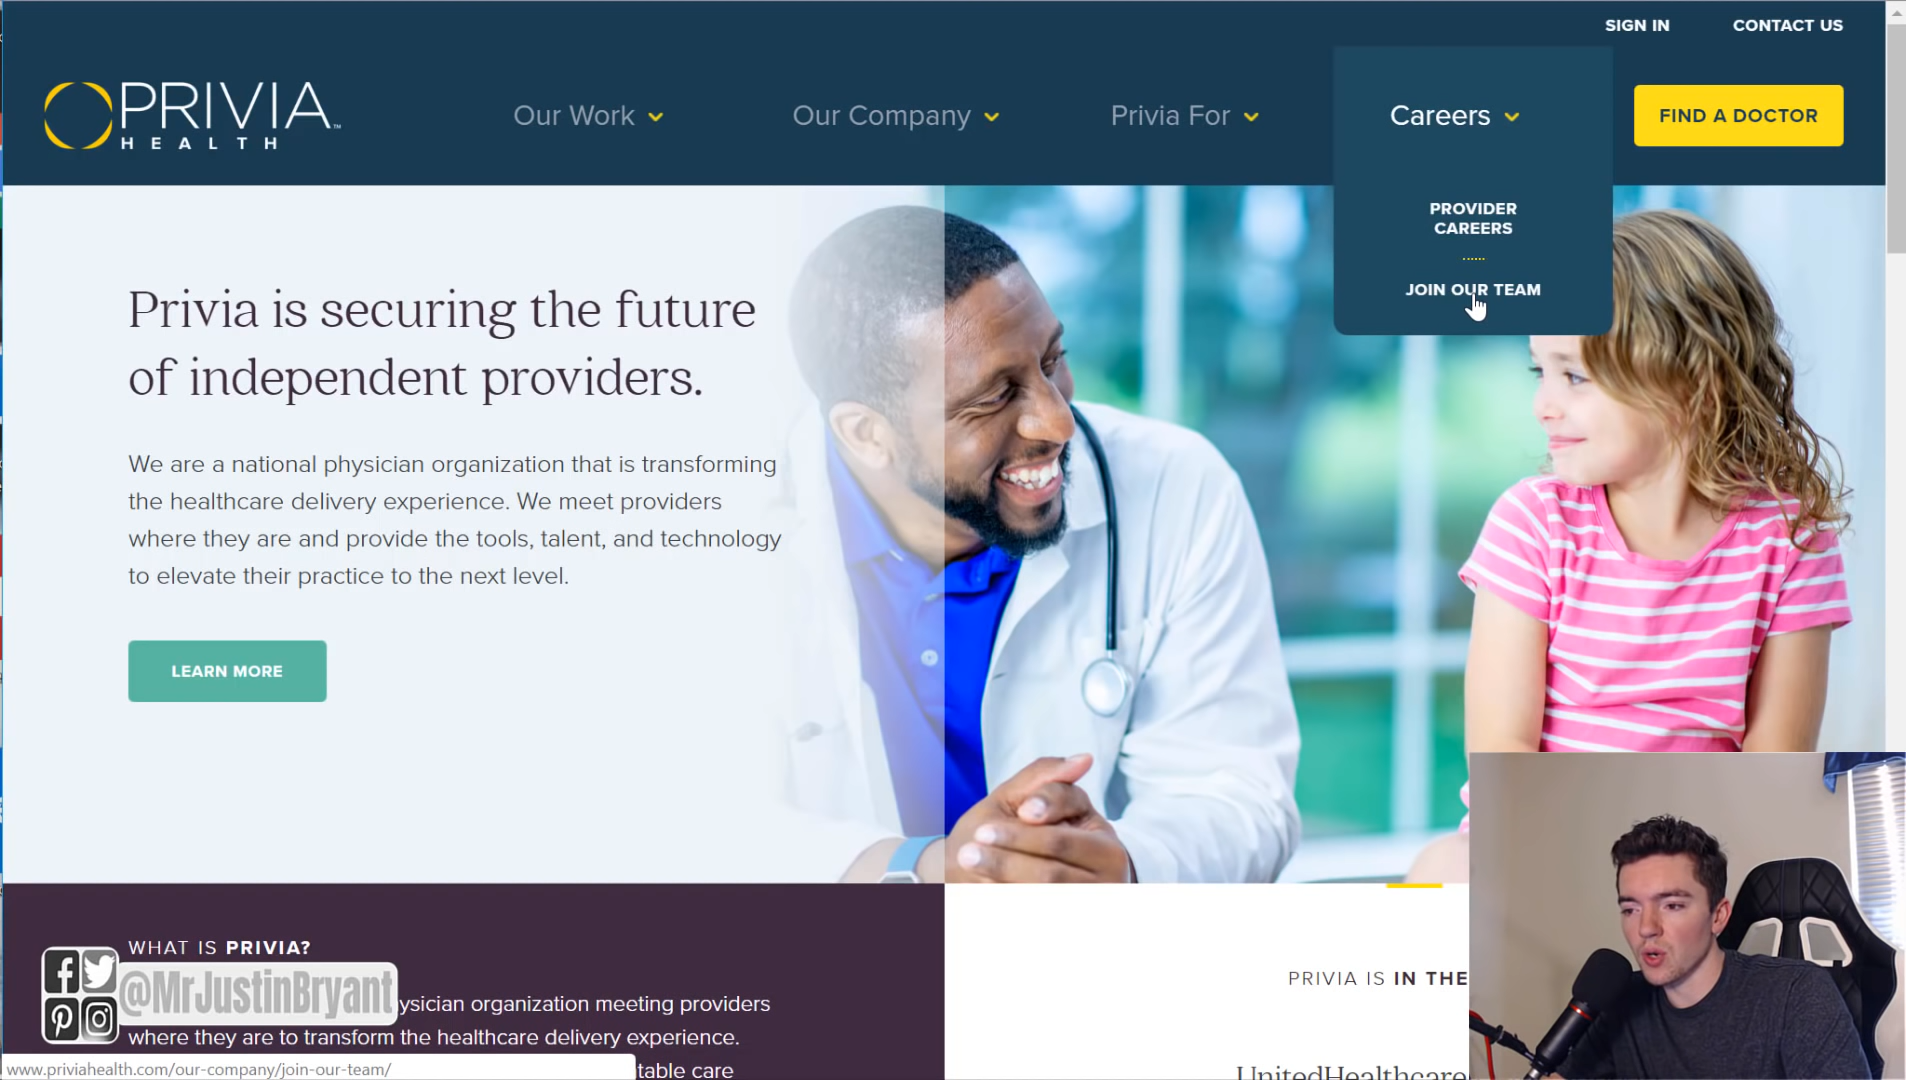 SIGN IN CONTACT US
PRIVIA™
HEALTH
Our Work
Our Company
Privia For
Careers
FIND A DOCTOR
PROVIDER
CAREERS
JOIN OUR TEAM
Privia is securing the future
of independent providers.
We are a national physician organization that is transforming
the healthcare delivery experience. We meet providers
where they are and provide the tools, talent, and technology
to elevate their practice to the next level.
LEARN MORE
WHAT IS PRIVIA?
@MrJustinBryant
ysician organization meeting providers
where they are to transform the healthcare delivery experience.
table care
www.priviahealth.com/our-company/join-our-team/
PRIVIA IS IN THE
UnitedHealthcare